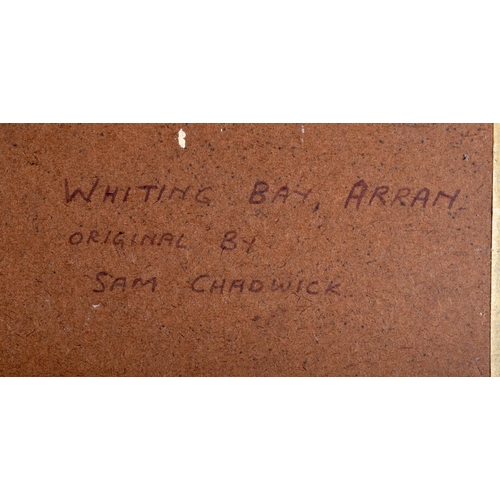 WHITING BAY, ARRAN
ORIGINAL BY
SAM CHADWICK